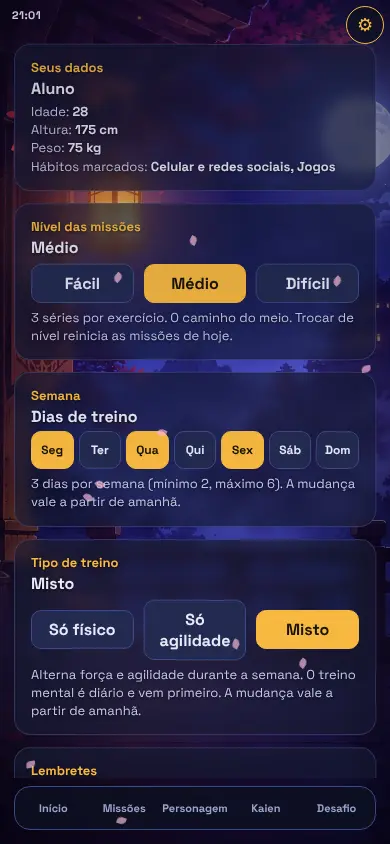 21:01
Seus dados
Aluno
Idade: 28
Altura: 175 cm
Peso: 75 kg
Hábitos marcados: Celular e redes sociais, Jogos
Nível das missões
Médio
Fácil
Médio
Difícil
3 séries por exercício. O caminho do meio. Trocar de
nível reinicia as missões de hoje.
Semana
Dias de treino
Seg
Ter
Qua
Qui
Sex
Sáb
Dom
3 dias por semana (mínimo 2, máximo 6). A mudança
vale a partir de amanhã.
Tipo de treino
Misto
Só físico
Só
agilidade
Misto
Alterna força e agilidade durante a semana. O treino
mental é diário e vem primeiro. A mudança vale a
partir de amanhã.
Lembretes
Início
Missões
Personagem
Kaien
Desafio